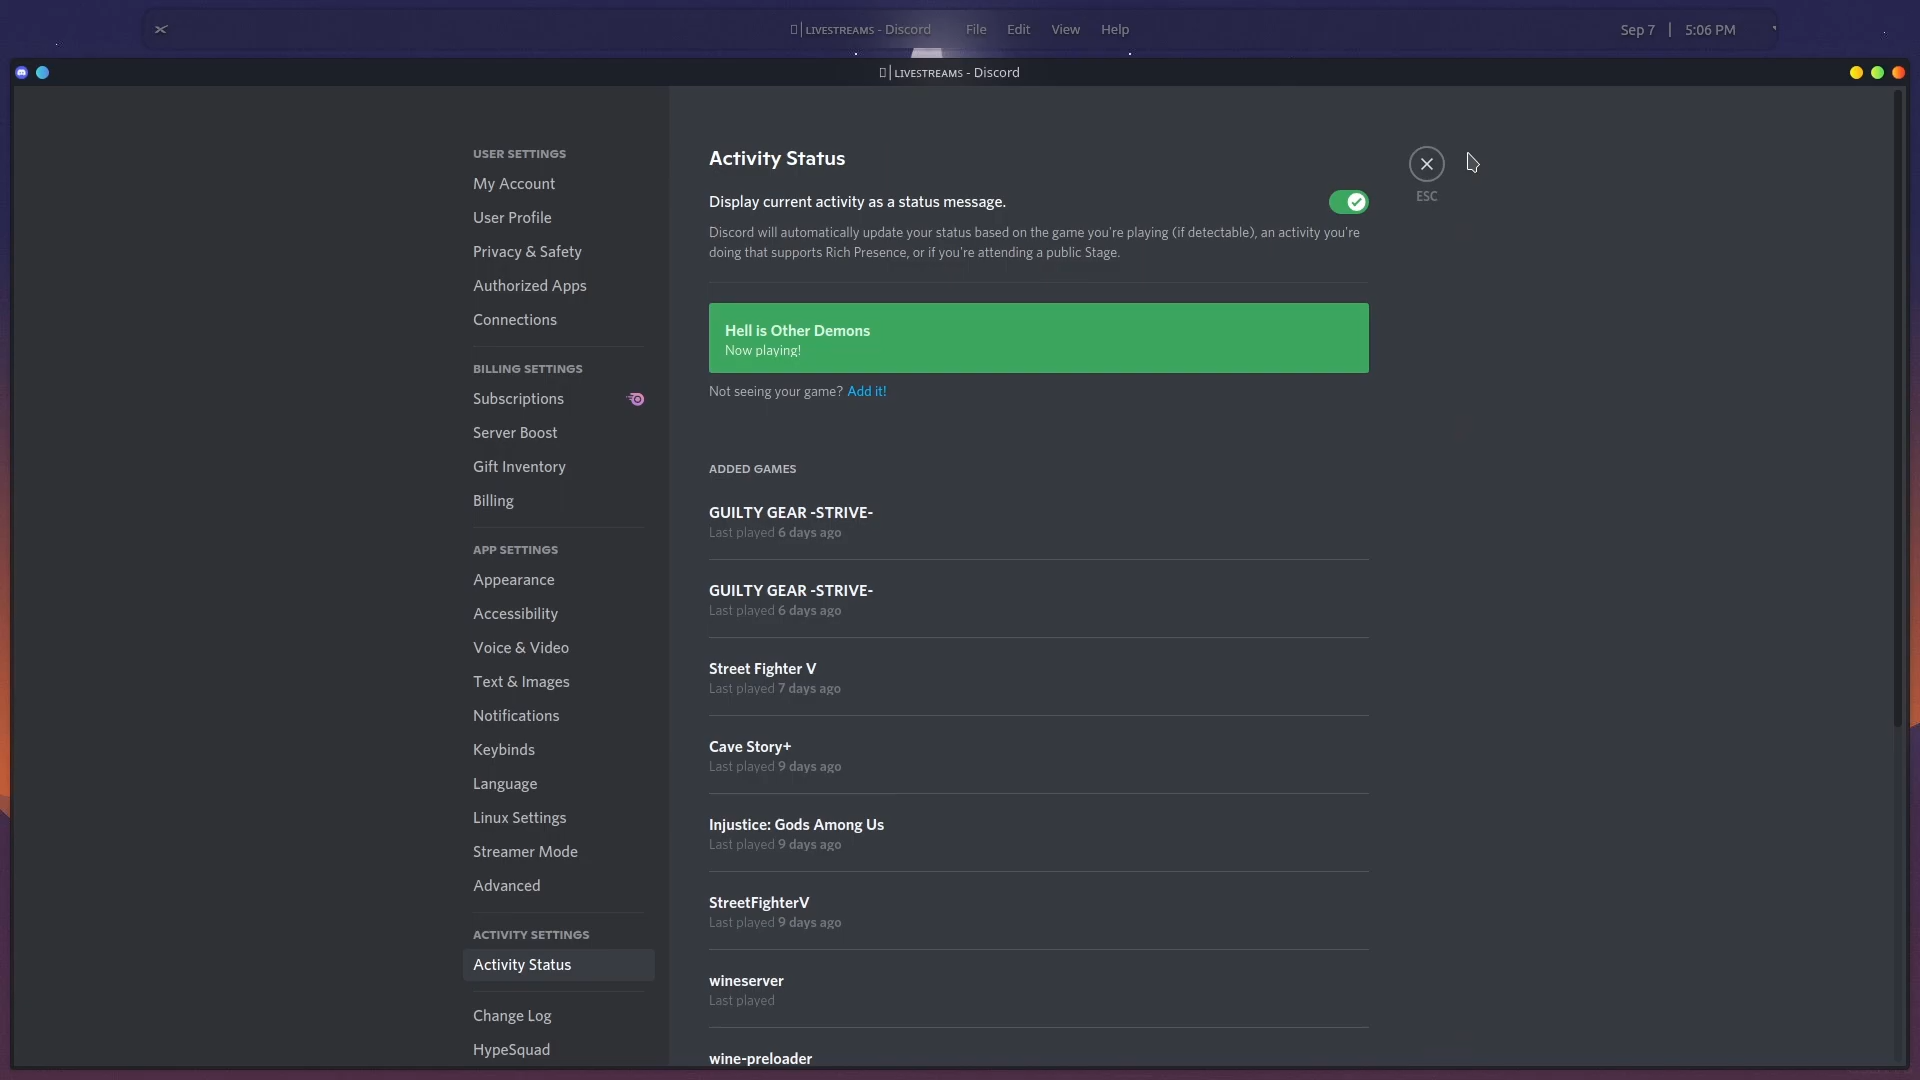 LIVESTREAMS - Discord File Edit View Help
Sep 7 | 5:06 PM
LIVESTREAMS - Discord
USER SETTINGS
My Account
User Profile
Privacy & Safety
Authorized Apps
Connections
BILLING SETTINGS
Subscriptions
Server Boost
Gift Inventory
Billing
APP SETTINGS
Appearance
Accessibility
Voice & Video
Text & Images
Notifications
Keybinds
Language
Linux Settings
Streamer Mode
Advanced
ACTIVITY SETTINGS
Activity Status
Change Log
HypeSquad
Activity Status
ESC
Display current activity as a status message.
Discord will automatically update your status based on the game you're playing (if detectable), an activity you're
doing that supports Rich Presence, or if you're attending a public Stage.
Hell is Other Demons
Now playing!
Not seeing your game? Add it!
ADDED GAMES
GUILTY GEAR -STRIVE-
Last played 6 days ago
GUILTY GEAR -STRIVE-
Last played 6 days ago
Street Fighter V
Last played 7 days ago
Cave Story+
Last played 9 days ago
Injustice: Gods Among Us
Last played 9 days ago
StreetFighterV
Last played 9 days ago
wineserver
Last played
wine-preloader